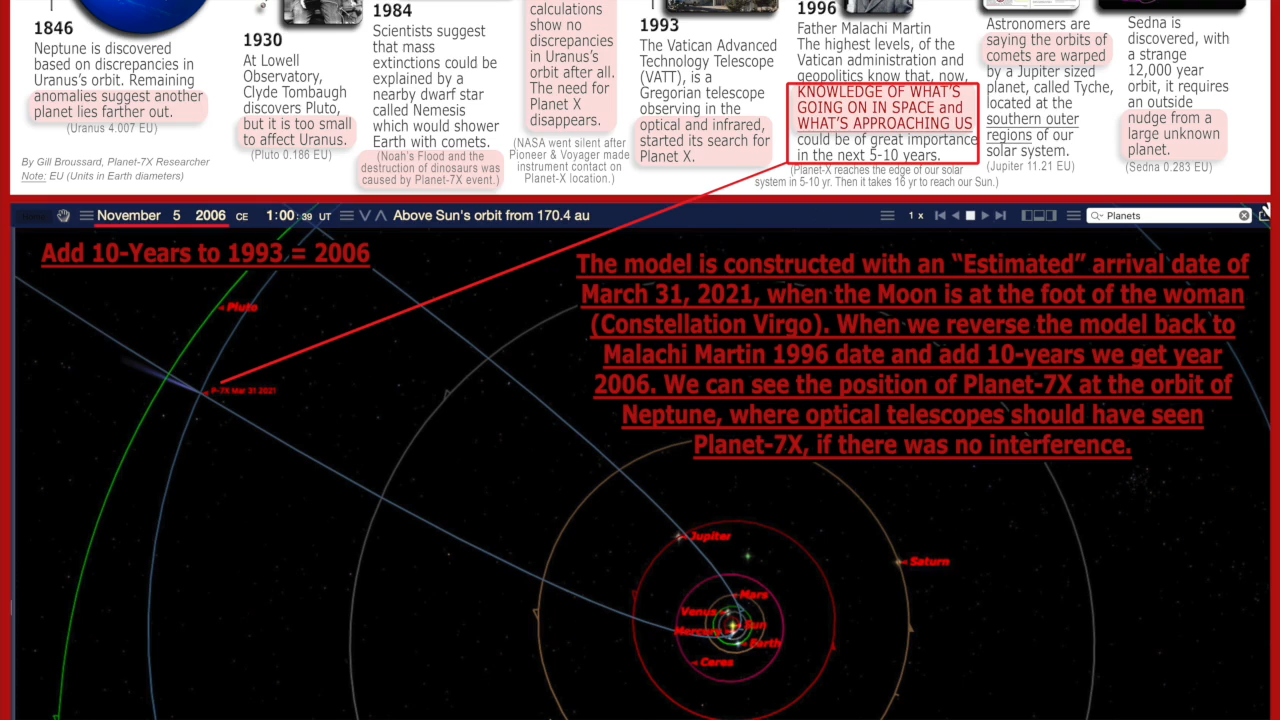 1846
Neptune is discovered
based on discrepancies in
Uranus's orbit. Remaining
anomalies suggest another
planet lies farther out.
(Uranus 4.007 EU)
By Gill Broussard, Planet-7X Researcher
Note: EU (Units in Earth diameters)
1930
At Lowell
Observatory,
Clyde Tombaugh
discovers Pluto,
but it is too small
to affect Uranus.
(Pluto 0.186 EU)
1984
Scientists suggest
that mass
extinctions could be
explained by a
nearby dwarf star
called Nemesis
which would shower
Earth with comets.
(Noah's Flood and the
destruction of dinosaurs was
caused by Planet-7X event.)
calculations
show no
discrepancies
in Uranus's
orbit after all.
The need for
Planet X
disappears.
(NASA went silent after
Pioneer & Voyager made
instrument contact on
Planet-X location.)
1993
The Vatican Advanced
Technology Telescope
(VATT), is a
Gregorian telescope
observing in the
optical and infrared,
started its search for
Planet X.
1996
Father Malachi Martin
The highest levels, of the
Vatican administration and
geopolitics know that, now,
KNOWLEDGE OF WHAT'S
GOING ON IN SPACE and
WHAT'S APPROACHING US
could be of great importance
in the next 5-10 years.
(Planet-X reaches the edge of our solar
system in 5-10 yr. Then it takes 16 yr to reach our Sun.)
Astronomers are
saying the orbits of
comets are warped
by a Jupiter sized
planet, called Tyche,
located at the
southern outer
regions of our
solar system.
(Jupiter 11.21 EU)
Sedna is
discovered, with
a strange
12,000 year
orbit, it requires
an outside
nudge from a
large unknown
planet.
(Sedna 0.283 EU)
Home November 5 2006 CE 1:00:39 UT Above Sun's orbit from 170.4 au 1 x Planets
Add 10-Years to 1993 = 2006
The model is constructed with an “Estimated” arrival date of
March 31, 2021, when the Moon is at the foot of the woman
(Constellation Virgo). When we reverse the model back to
Malachi Martin 1996 date and add 10-years we get year
2006. We can see the position of Planet-7X at the orbit of
Neptune, where optical telescopes should have seen
Planet-7X, if there was no interference.
Pluto
P-7X Mar 31 2021
Jupiter
Saturn
Mars
Venus
Sun
Mercury
Earth
Ceres